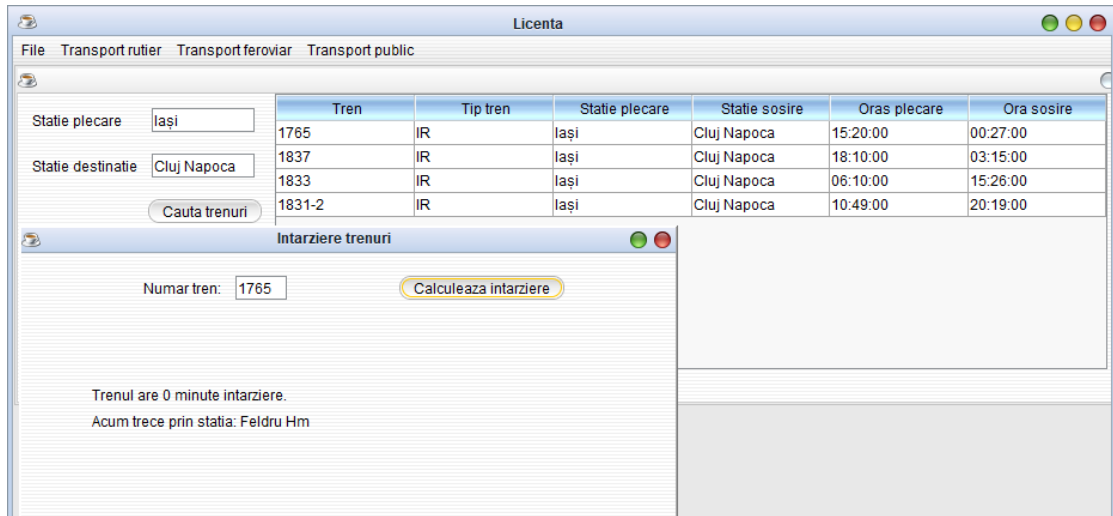 Licenta
File Transport rutier Transport feroviar Transport public
Statie plecare Iași
Statie destinatie Cluj Napoca
Cauta trenuri
Tren Tip tren Statie plecare Statie sosire Oras plecare Ora sosire
1765 IR Iași Cluj Napoca 15:20:00 00:27:00
1837 IR Iași Cluj Napoca 18:10:00 03:15:00
1833 IR Iași Cluj Napoca 06:10:00 15:26:00
1831-2 IR Iași Cluj Napoca 10:49:00 20:19:00
Intarziere trenuri
Numar tren: 1765 Calculeaza intarziere
Trenul are 0 minute intarziere.
Acum trece prin statia: Feldru Hm